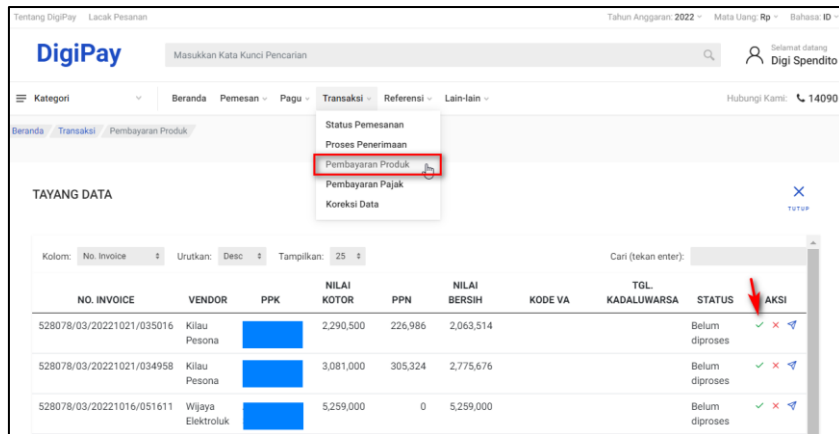 Tentang DigiPay Lacak Pesanan Tahun Anggaran: 2022 Mata Uang: Rp Bahasa: ID
DigiPay Masukkan Kata Kunci Pencarian Selamat datang
Digi Spendito
Kategori Beranda Pemesan Pagu Transaksi Referensi Lain-lain Hubungi Kami: 14090
Beranda / Transaksi / Pembayaran Produk
Status Pemesanan
Proses Penerimaan
Pembayaran Produk
Pembayaran Pajak
Koreksi Data
TAYANG DATA
TUTUP
Kolom: No. Invoice Urutkan: Desc Tampilkan: 25 Cari (tekan enter):
NO. INVOICE VENDOR PPK NILAI KOTOR PPN NILAI BERSIH KODE VA TGL. KADALUWARSA STATUS AKSI
528078/03/20221021/035016 Kilau Pesona 2,290,500 226,986 2,063,514 Belum diproses
528078/03/20221021/034958 Kilau Pesona 3,081,000 305,324 2,775,676 Belum diproses
528078/03/20221016/051611 Wijaya Elektroluk 5,259,000 0 5,259,000 Belum diproses